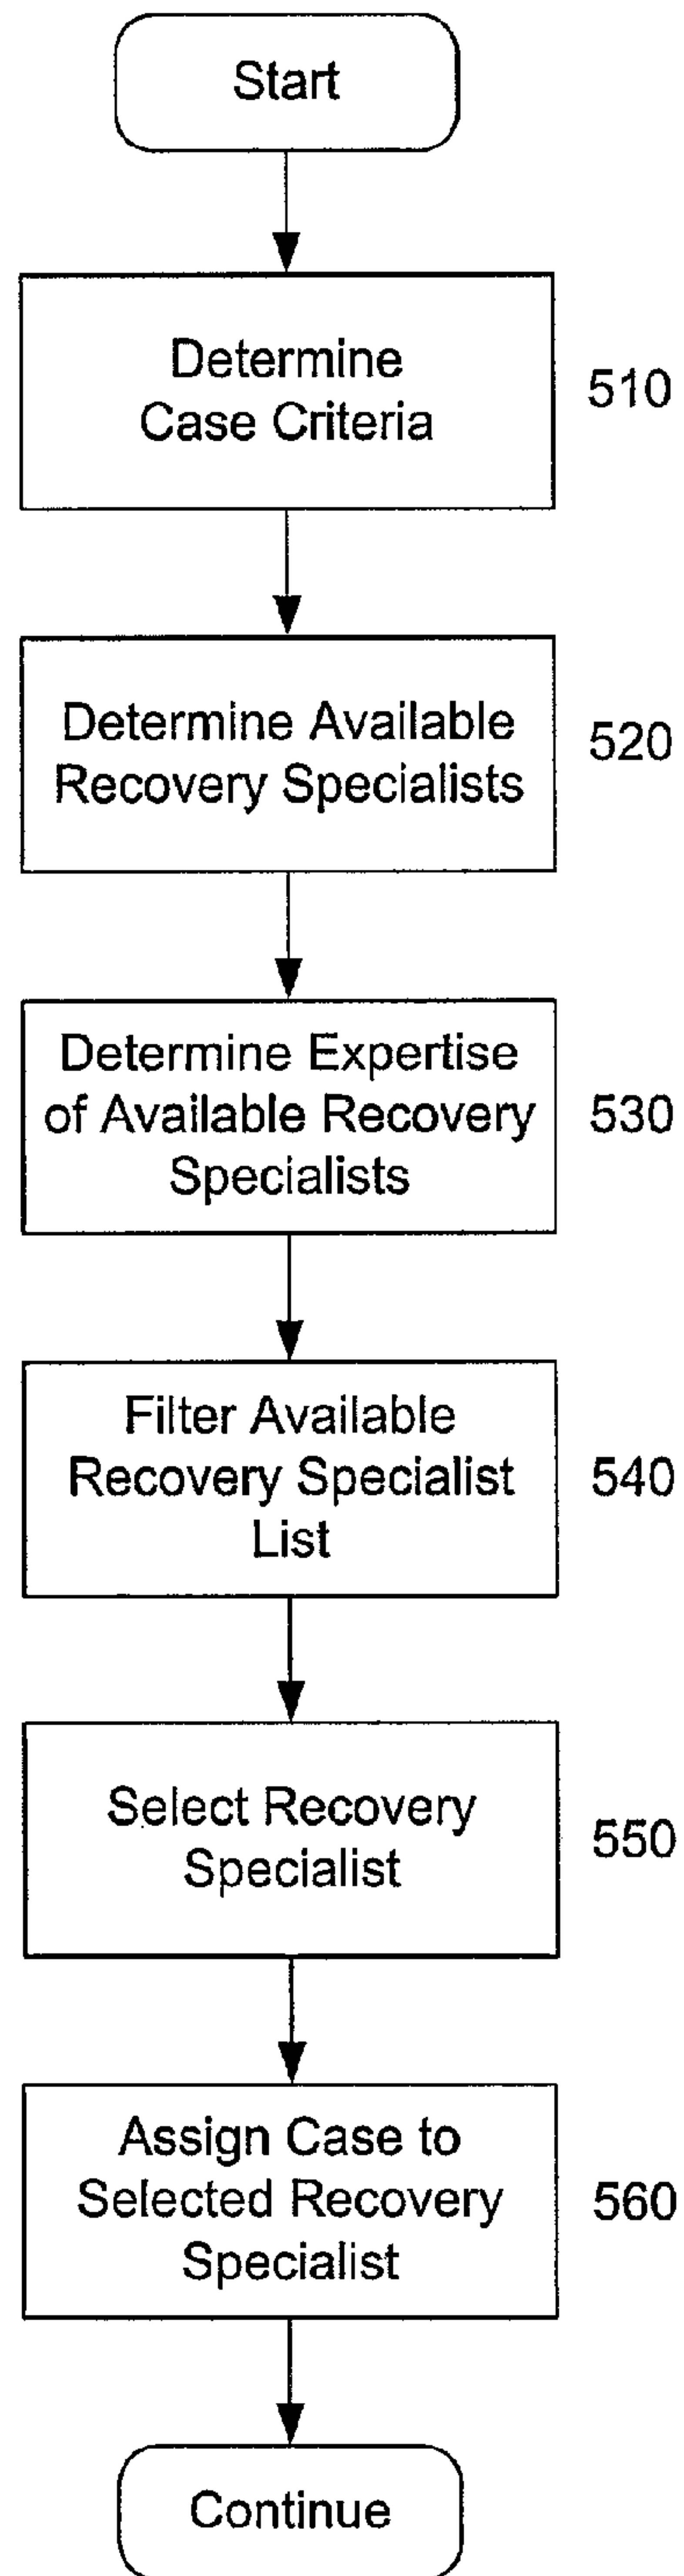 Start
Determine
Case Criteria
510
Determine Available
Recovery Specialists
520
Determine Expertise
of Available Recovery
Specialists
530
Filter Available
Recovery Specialist
List
540
Select Recovery
Specialist
550
Assign Case to
Selected Recovery
Specialist
560
Continue